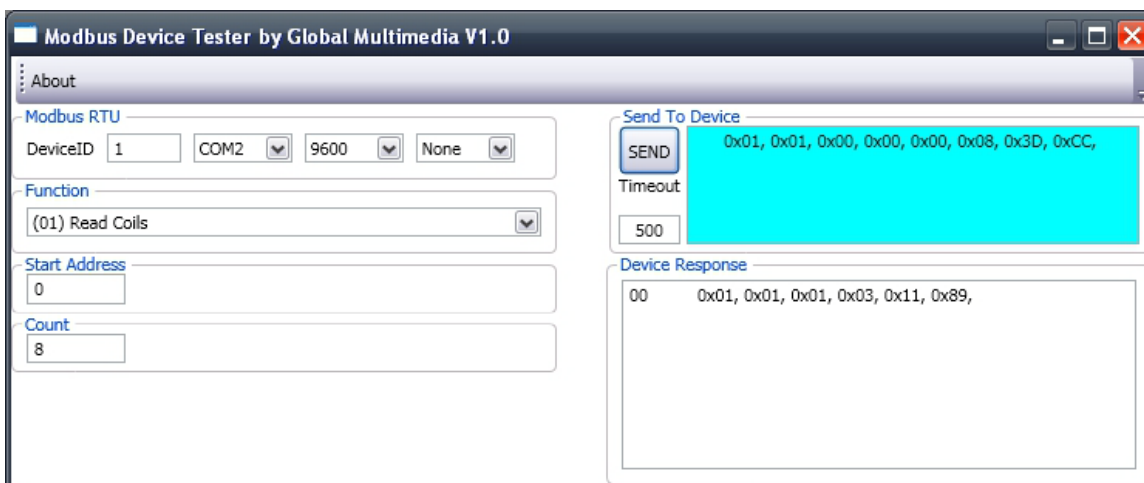 Modbus Device Tester by Global Multimedia V1.0
About
Modbus RTU
DeviceID 1 COM2 9600 None
Function
(01) Read Coils
Start Address
0
Count
8
Send To Device
SEND 0x01, 0x01, 0x00, 0x00, 0x00, 0x08, 0x3D, 0xCC,
Timeout
500
Device Response
00 0x01, 0x01, 0x01, 0x03, 0x11, 0x89,